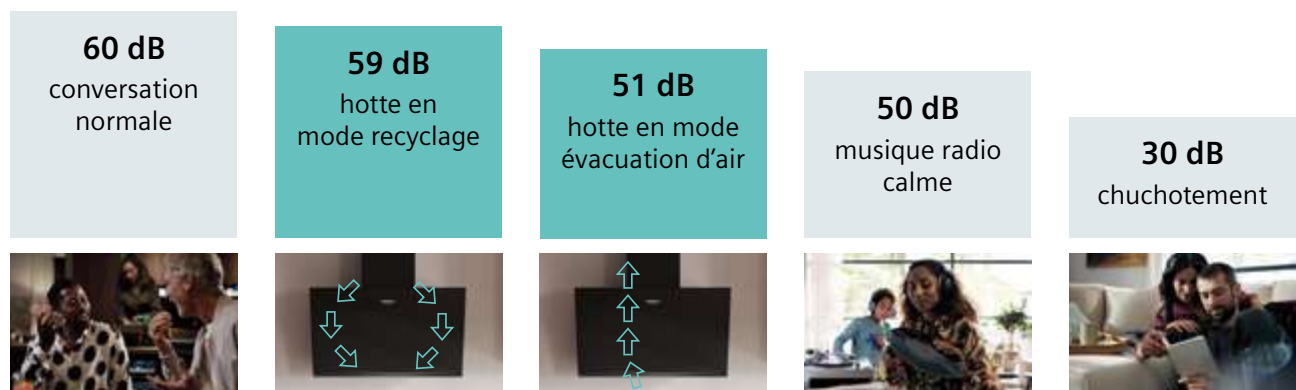 60 dB
conversation
normale
59 dB
hotte en
mode recyclage
51 dB
hotte en mode
évacuation d’air
50 dB
musique radio
calme
30 dB
chuchotement